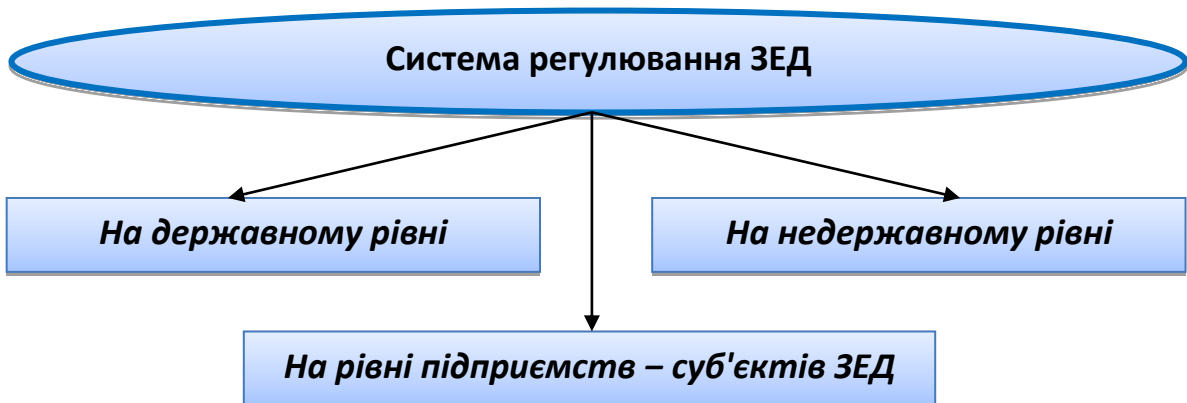 Система регулювання ЗЕД
На державному рівні
На недержавному рівні
На рівні підприємств – суб'єктів ЗЕД